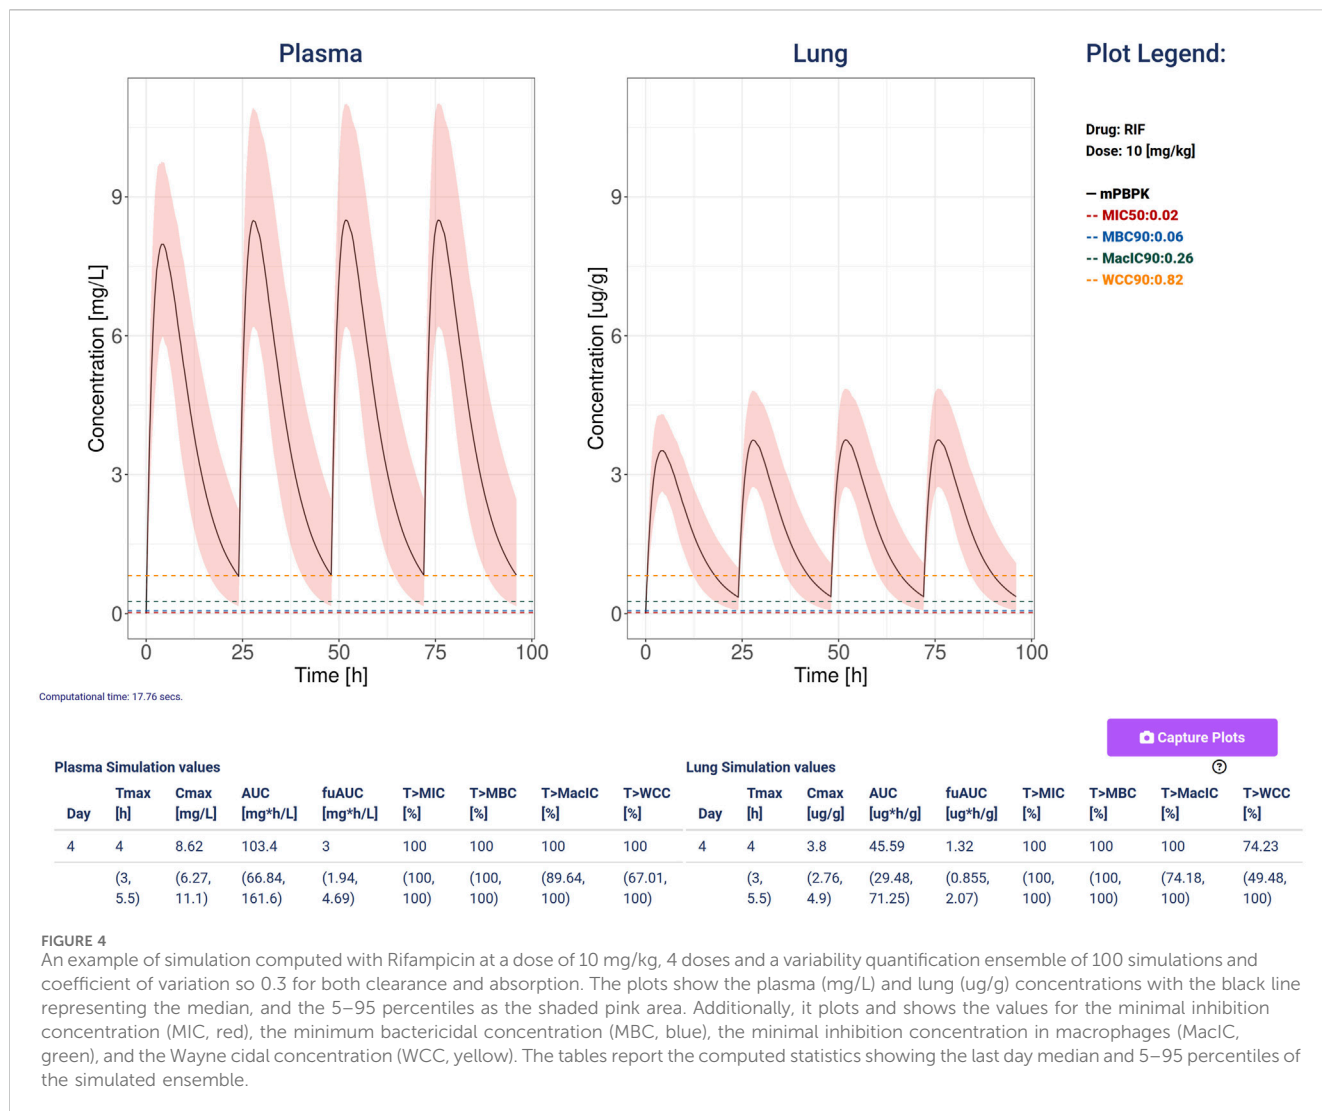 Plasma
Lung
Plot Legend:
Drug: RIF
Dose: 10 [mg/kg]
– mPBPK
-- MIC50:0.02
-- MBC90:0.06
-- MacIC90:0.26
-- WCC90:0.82
Concentration [mg/L]
9
6
3
0
0 25 50 75 100
Time [h]
Concentration [ug/g]
9
6
3
0
0 25 50 75 100
Time [h]
Computational time: 17.76 secs.
Capture Plots
?
Plasma Simulation values
Day Tmax [h] Cmax [mg/L] AUC [mg*h/L] fuAUC [mg*h/L] T>MIC [%] T>MBC [%] T>MacIC [%] T>WCC [%]
4 4 8.62 103.4 3 100 100 100 100
(3, 5.5) (6.27, 11.1) (66.84, 161.6) (1.94, 4.69) (100, 100) (100, 100) (89.64, 100) (67.01, 100)
Lung Simulation values
Day Tmax [h] Cmax [ug/g] AUC [ug*h/g] fuAUC [ug*h/g] T>MIC [%] T>MBC [%] T>MacIC [%] T>WCC [%]
4 4 3.8 45.59 1.32 100 100 100 74.23
(3, 5.5) (2.76, 4.9) (29.48, 71.25) (0.855, 2.07) (100, 100) (100, 100) (74.18, 100) (49.48, 100)
FIGURE 4
An example of simulation computed with Rifampicin at a dose of 10 mg/kg, 4 doses and a variability quantification ensemble of 100 simulations and
coefficient of variation so 0.3 for both clearance and absorption. The plots show the plasma (mg/L) and lung (ug/g) concentrations with the black line
representing the median, and the 5–95 percentiles as the shaded pink area. Additionally, it plots and shows the values for the minimal inhibition
concentration (MIC, red), the minimum bactericidal concentration (MBC, blue), the minimal inhibition concentration in macrophages (MacIC,
green), and the Wayne cidal concentration (WCC, yellow). The tables report the computed statistics showing the last day median and 5–95 percentiles of
the simulated ensemble.